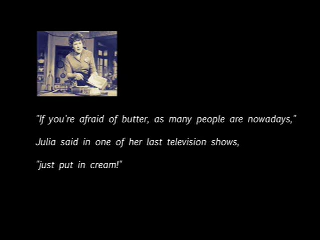 "If you're afraid of butter, as many people are nowadays,"
Julia said in one of her last television shows,
"just put in cream!"